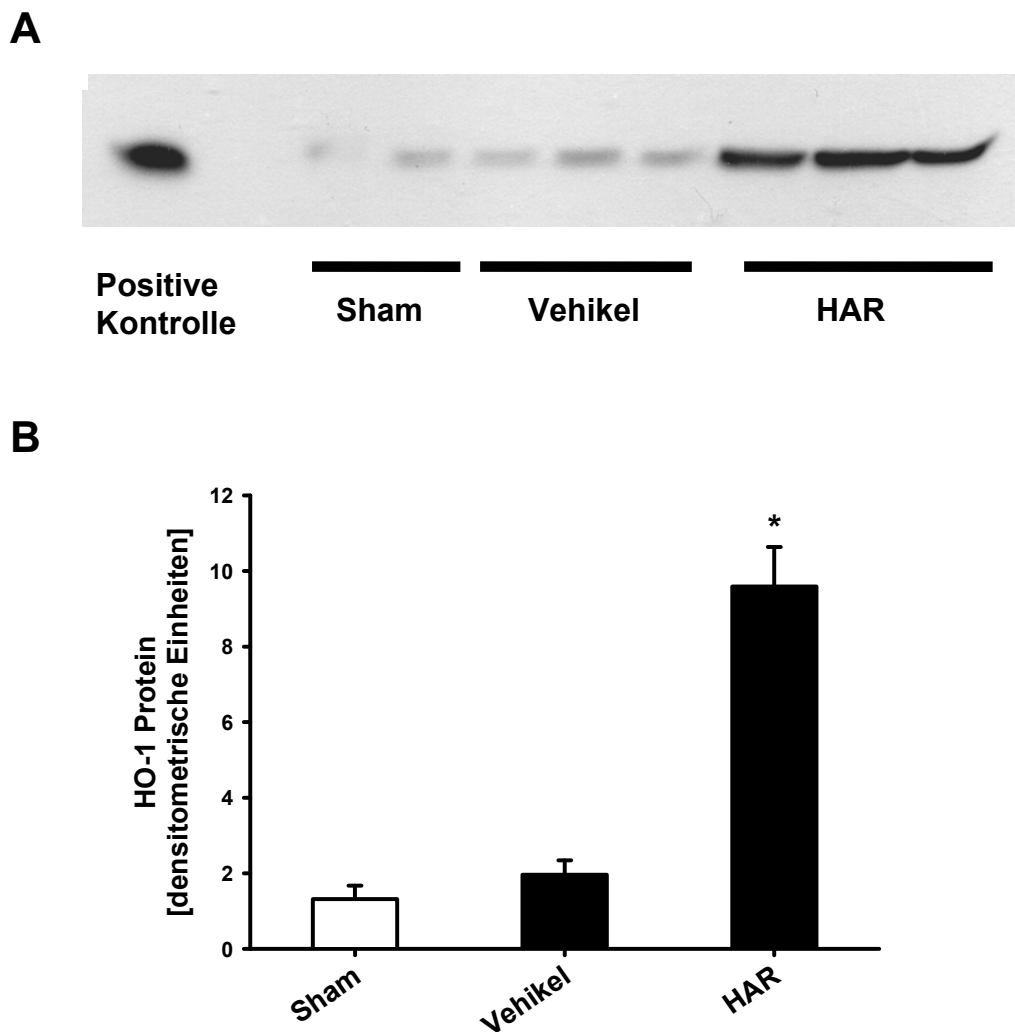 A
Positive
Kontrolle
Sham
Vehikel
HAR
B
HO-1 Protein
[densitometrische Einheiten]
12
10
8
6
4
2
0
*
Sham
Vehikel
HAR